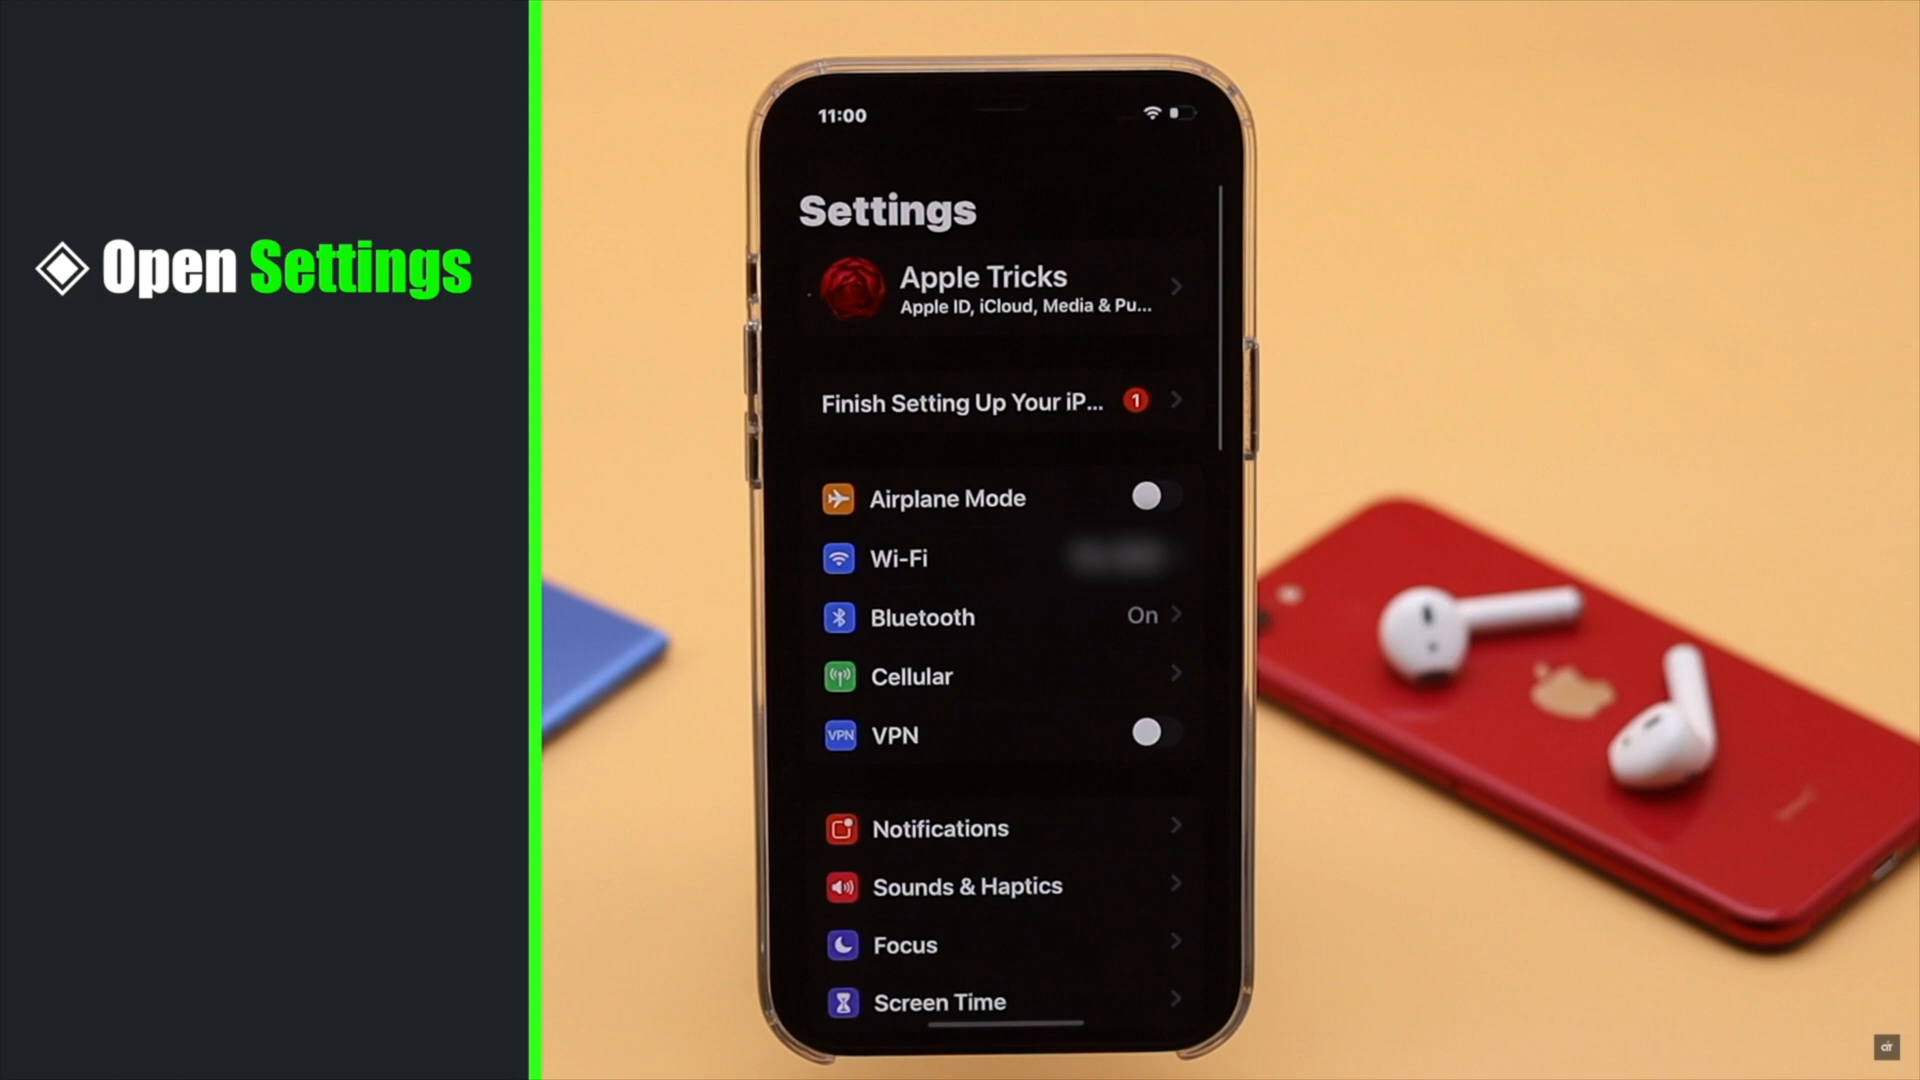 Open Settings
11:00
Settings
Apple Tricks
Apple ID, iCloud, Media & Pu...
Finish Setting Up Your iP... 1
Airplane Mode
Wi-Fi
Bluetooth On
Cellular
VPN VPN
Notifications
Sounds & Haptics
Focus
Screen Time